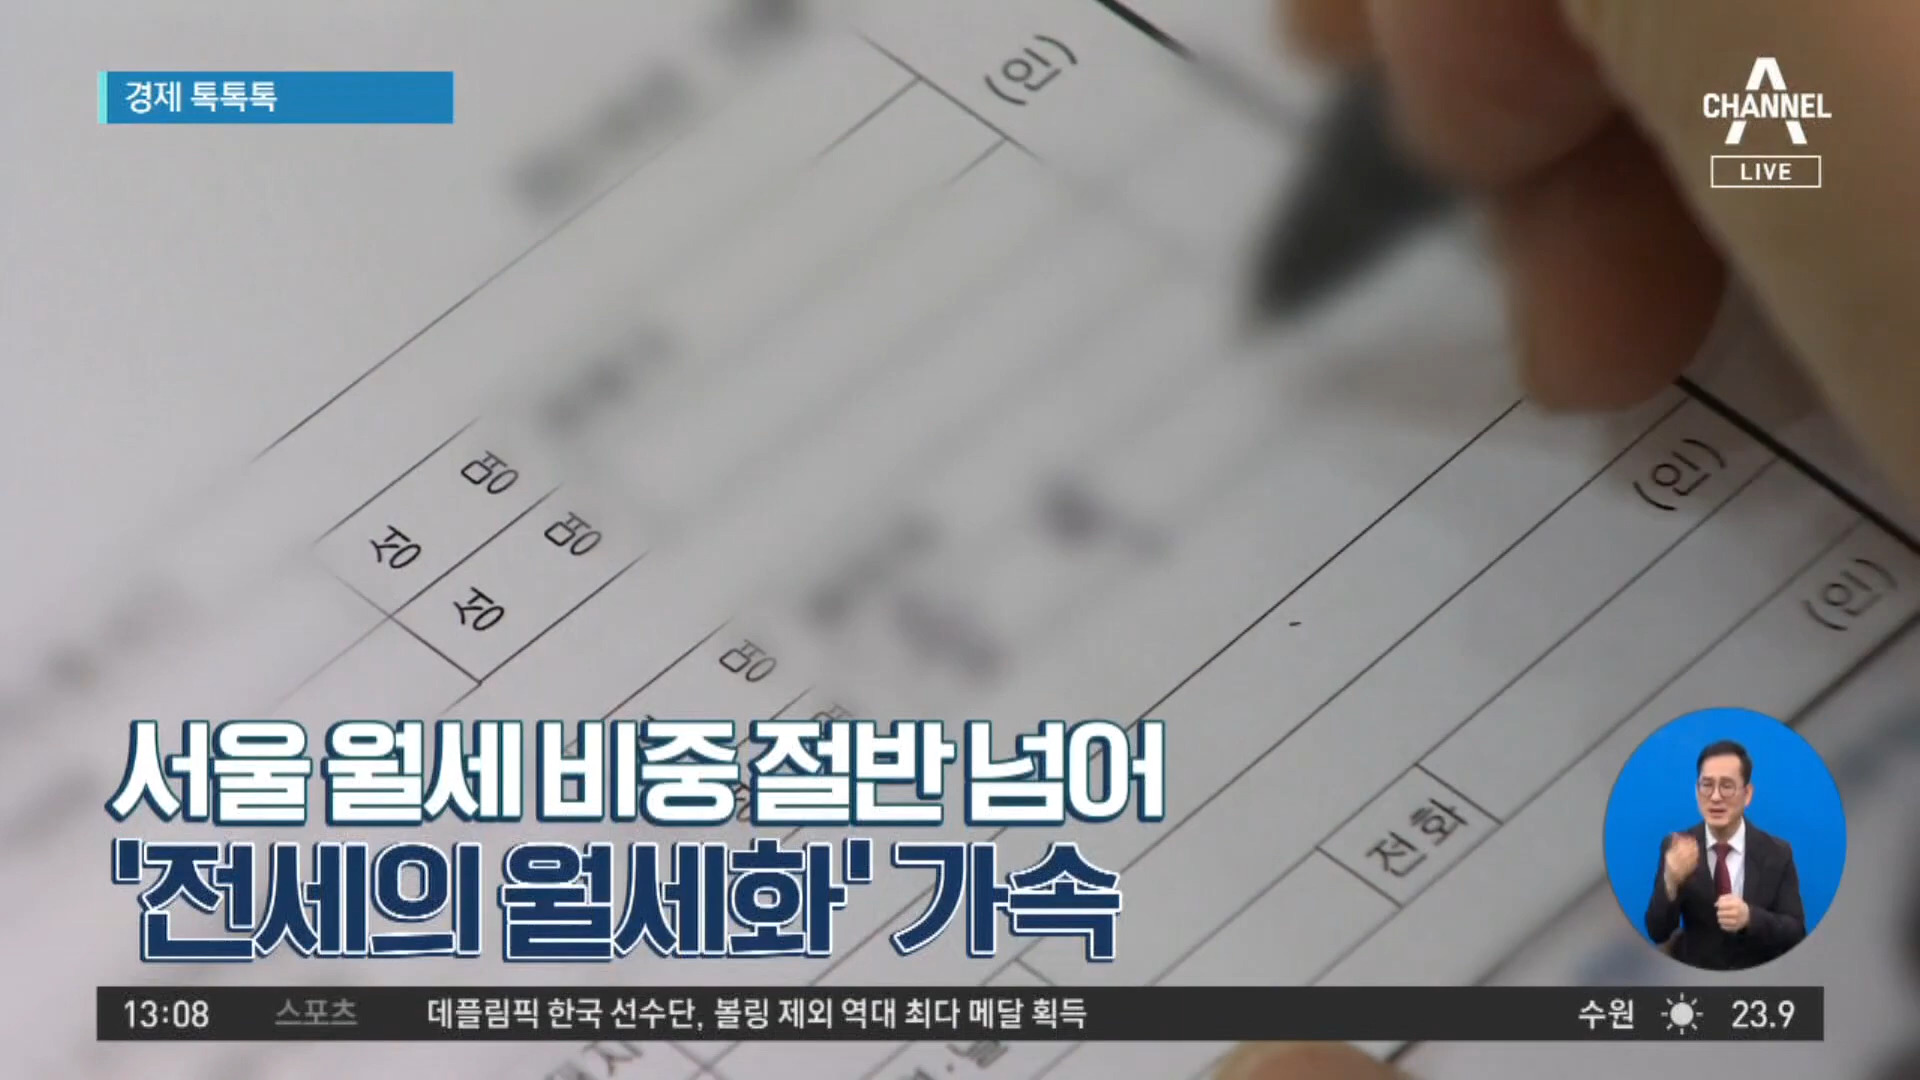 경제 톡톡톡
CHANNEL A
LIVE
(인)
(인)
(인)
성 명
성 명
명
전화
서울 월세 비중 절반 넘어
'전세의 월세화' 가속
13:08 스포츠 데플림픽 한국 선수단, 볼링 제외 역대 최다 메달 획득 수원 23.9